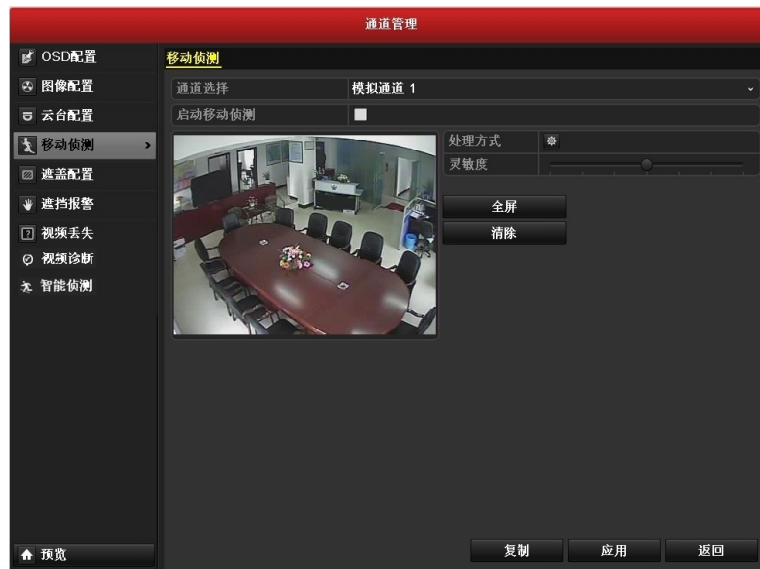 通道管理
OSD配置
图像配置
云台配置
移动侦测
遮盖配置
遮挡报警
视频丢失
视频诊断
智能侦测
预览
移动侦测
通道选择 模拟通道 1
启动移动侦测
处理方式
灵敏度
全屏
清除
复制 应用 返回